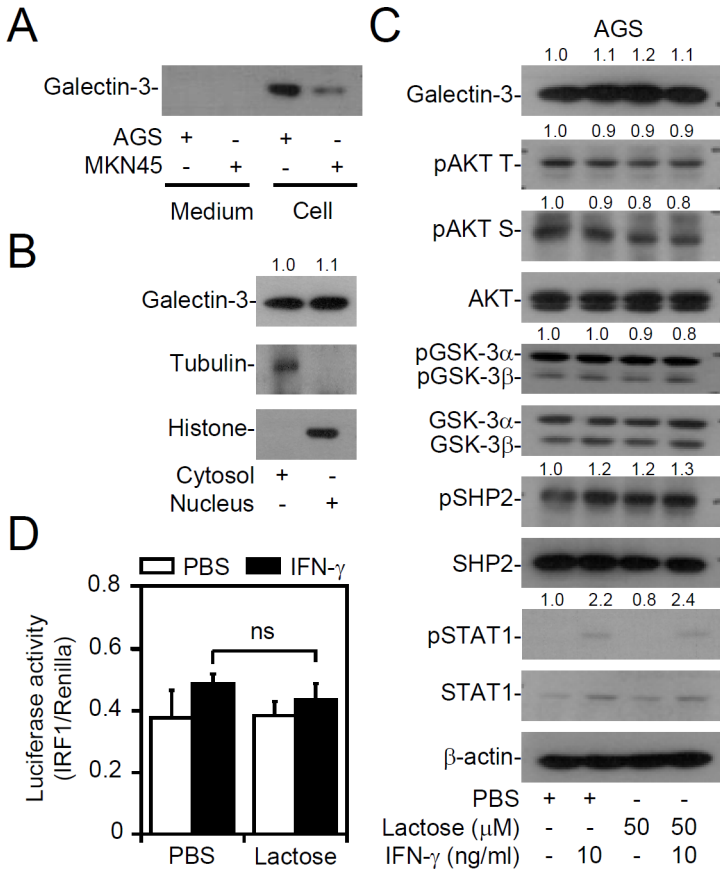 A
Galectin-3-
AGS + - + -
MKN45 - + - +
Medium Cell
B
1.0 1.1
Galectin-3-
Tubulin-
Histone-
Cytosol + -
Nucleus - +
C
AGS
1.0 1.1 1.2 1.1
Galectin-3-
1.0 0.9 0.9 0.9
pAKT T-
1.0 0.9 0.8 0.8
pAKT S-
AKT-
1.0 1.0 0.9 0.8
pGSK-3α-
pGSK-3β-
GSK-3α-
GSK-3β-
1.0 1.2 1.2 1.3
pSHP2-
SHP2-
1.0 2.2 0.8 2.4
pSTAT1-
STAT1-
β-actin-
PBS + + - -
Lactose (μM) - - 50 50
IFN-γ (ng/ml) - 10 - 10
D
PBS IFN-γ
Luciferase activity
(IRF1/Renilla)
0.8
0.6
0.4
0.2
0
ns
PBS Lactose